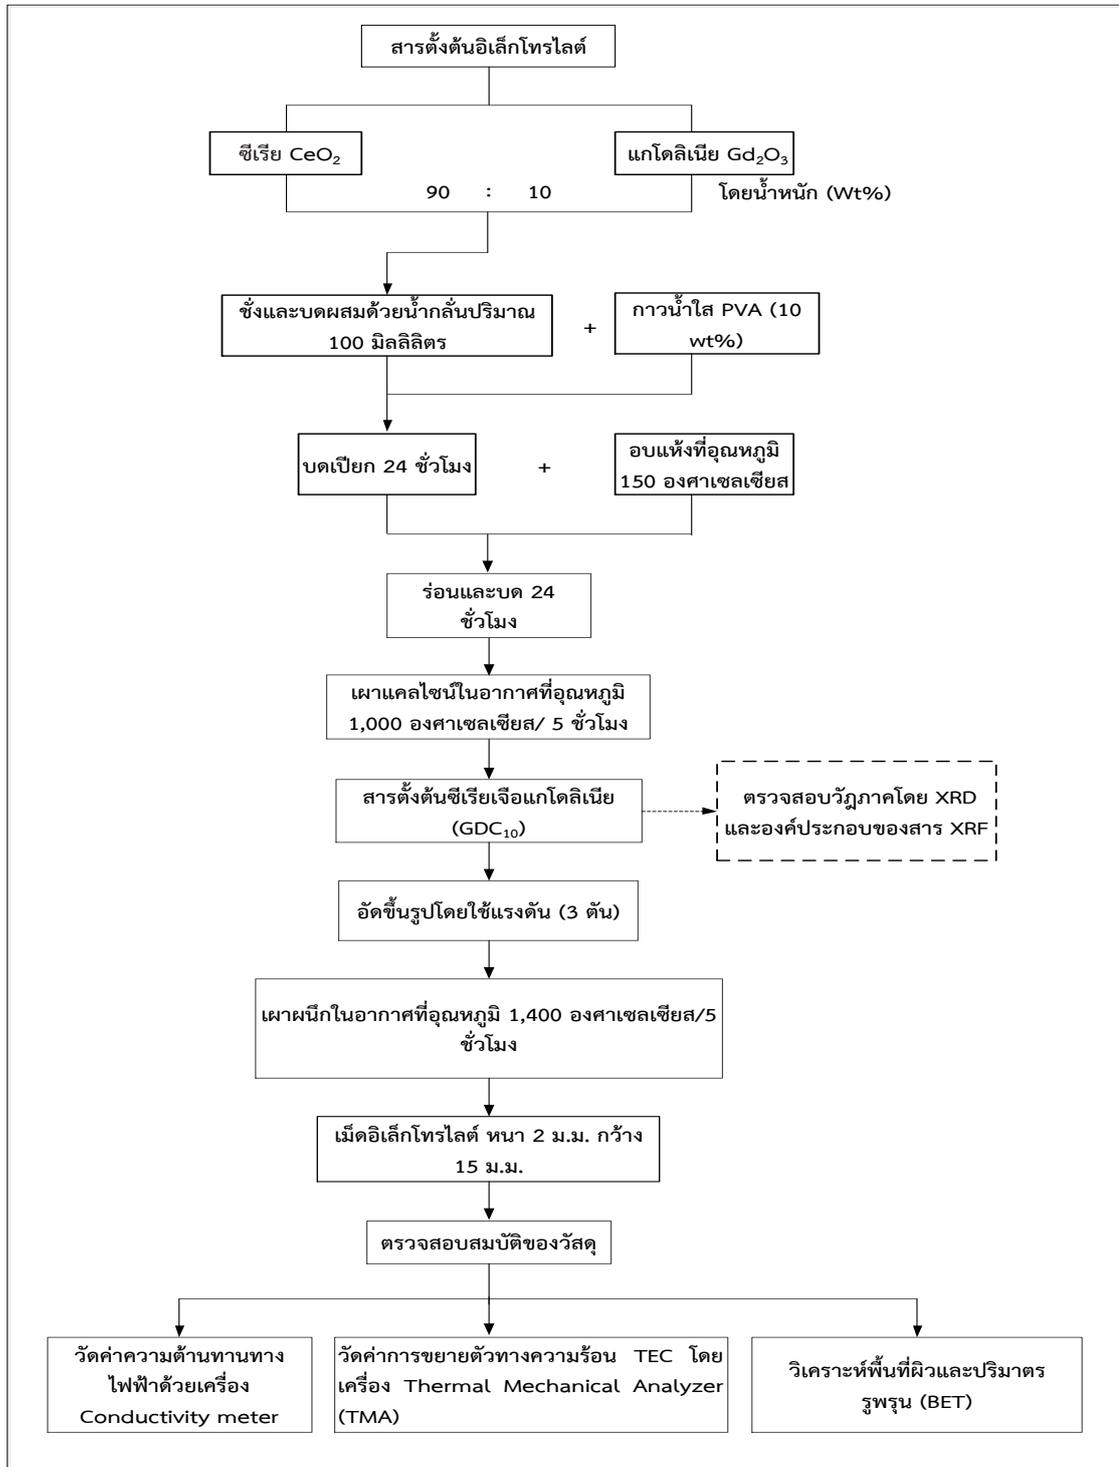 สารตั้งต้นอิเล็กโทรไลต์
ซีเรีย CeO₂
แกโดลิเนีย Gd₂O₃
90 : 10
โดยน้ำหนัก (Wt%)
ชั่งและบดผสมด้วยน้ำกลั่นปริมาณ
100 มิลลิลิตร
+
กาวน้ำใส PVA (10
wt%)
บดเปียก 24 ชั่วโมง
+
อบแห้งที่อุณหภูมิ
150 องศาเซลเซียส
ร่อนและบด 24
ชั่วโมง
เผาแคลไซน์ในอากาศที่อุณหภูมิ
1,000 องศาเซลเซียส/ 5 ชั่วโมง
สารตั้งต้นซีเรียเจือแกโดลิเนีย
(GDC₁₀)
ตรวจสอบวัฎภาคโดย XRD
และองค์ประกอบของสาร XRF
อัดขึ้นรูปโดยใช้แรงดัน (3 ตัน)
เผาผนึกในอากาศที่อุณหภูมิ 1,400 องศาเซลเซียส/5
ชั่วโมง
เม็ดอิเล็กโทรไลต์ หนา 2 ม.ม. กว้าง
15 ม.ม.
ตรวจสอบสมบัติของวัสดุ
วัดค่าความต้านทานทาง
ไฟฟ้าด้วยเครื่อง
Conductivity meter
วัดค่าการขยายตัวทางความร้อน TEC โดย
เครื่อง Thermal Mechanical Analyzer
(TMA)
วิเคราะห์พื้นที่ผิวและปริมาตร
รูพรุน (BET)